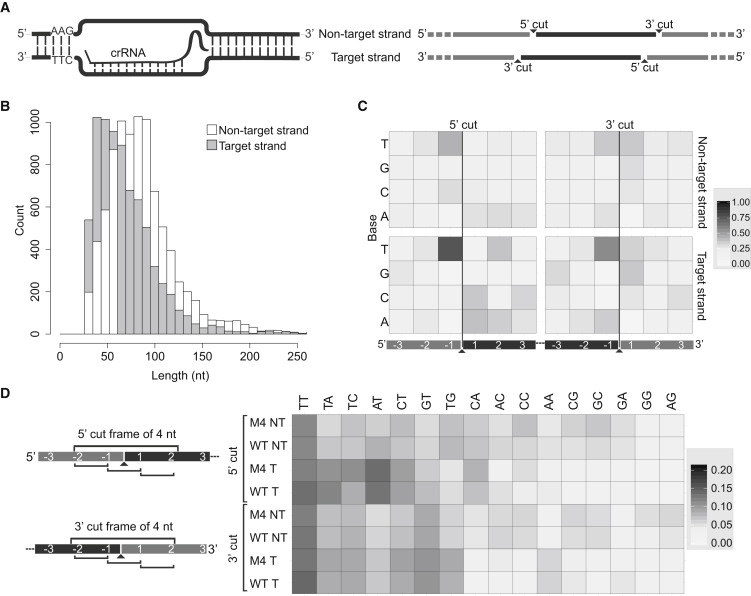 A
5' AAG 3' Non-target strand
crRNA
3' TTC 5' Target strand
5' cut 3' cut
3' cut 5' cut
B
Non-target strand
Target strand
Count
0 200 400 600 800 1000
0 50 100 150 200 250
Length (nt)
C
5' cut 3' cut
Base
T
G
C
A
Non-target strand
T
G
C
A
Target strand
5' -3 -2 -1 1 2 3 -3 -2 -1 1 2 3 3'
1.00
0.75
0.50
0.25
0.00
D
TT TA TC AT CT GT TG CA AC CC AA CG GC GA GG AG
5' cut frame of 4 nt
5' -3 -2 -1 1 2 3
3' cut frame of 4 nt
-3 -2 -1 1 2 3 3'
5' cut
M4 NT
WT NT
M4 T
WT T
3' cut
M4 NT
WT NT
M4 T
WT T
0.20
0.15
0.10
0.05
0.00